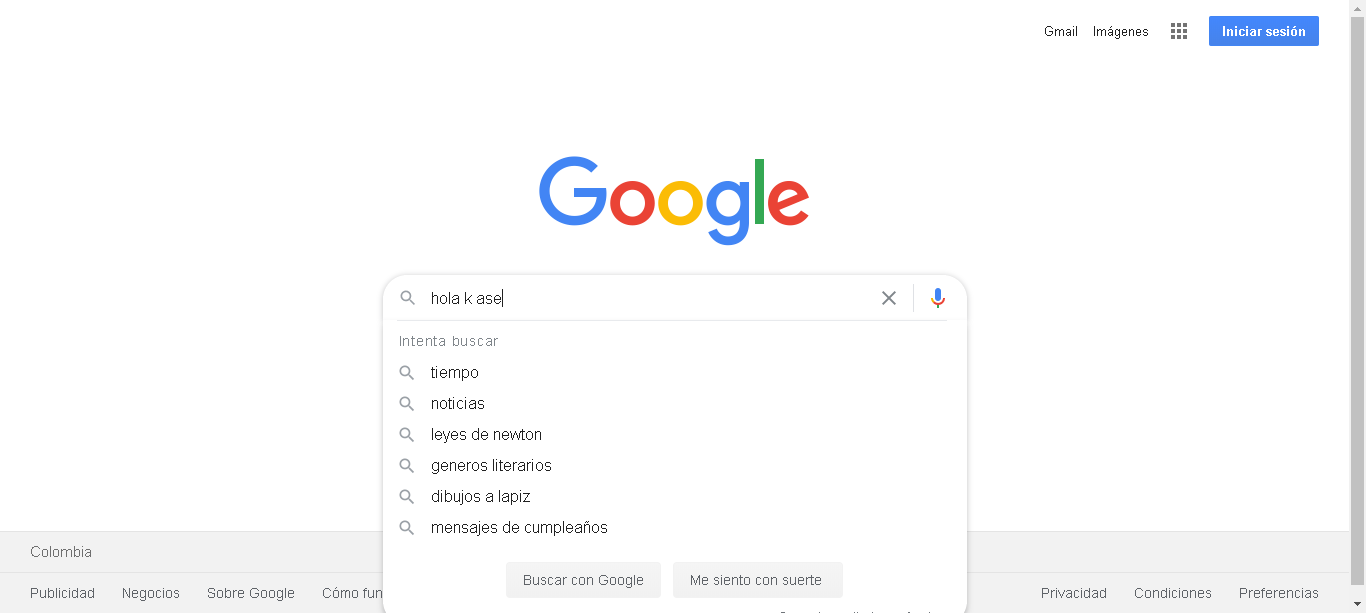 Gmail Imágenes Iniciar sesión
Google
hola k ase
Intenta buscar
tiempo
noticias
leyes de newton
generos literarios
dibujos a lapiz
mensajes de cumpleaños
Colombia
Buscar con Google Me siento con suerte
Publicidad Negocios Sobre Google Cómo fun Privacidad Condiciones Preferencias